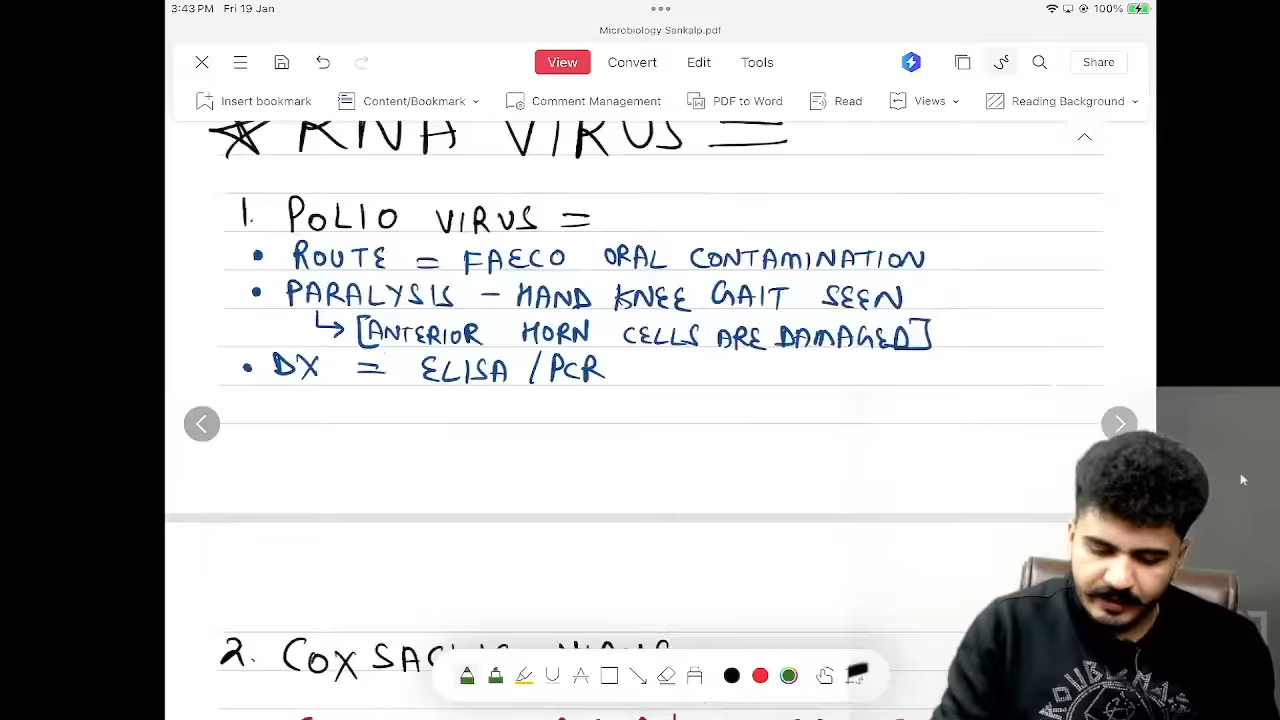 3:43 PM Fri 19 Jan
100%
Microbiology Sankalp.pdf
View Convert Edit Tools Share
Insert bookmark Content/Bookmark Comment Management PDF to Word Read Views Reading Background
RNA VIRUS =
1. POLIO VIRUS =
• ROUTE = FAECO ORAL CONTAMINATION
• PARALYSIS - HAND KNEE GAIT SEEN
↳ [ANTERIOR HORN CELLS ARE DAMAGED]
• DX = ELISA / PCR
2.